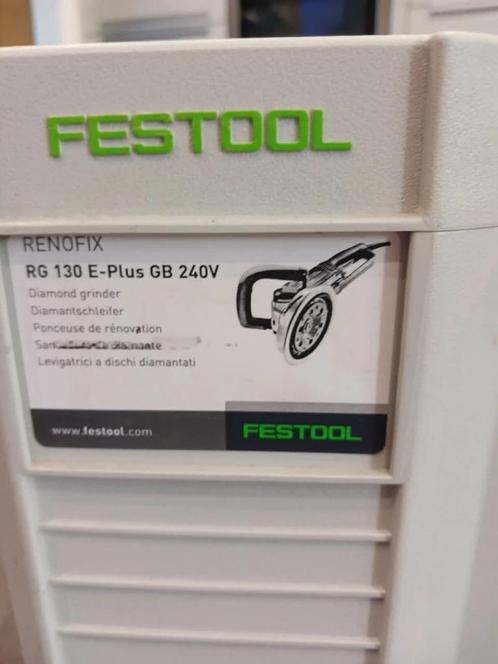 FESTOOL
RENOFIX
RG 130 E-Plus GB 240V
Diamond grinder
Diamantschleifer
Ponceuse de rénovation
diamante
Levigatrici a dischi diamantati
www.festool.com
FESTOOL